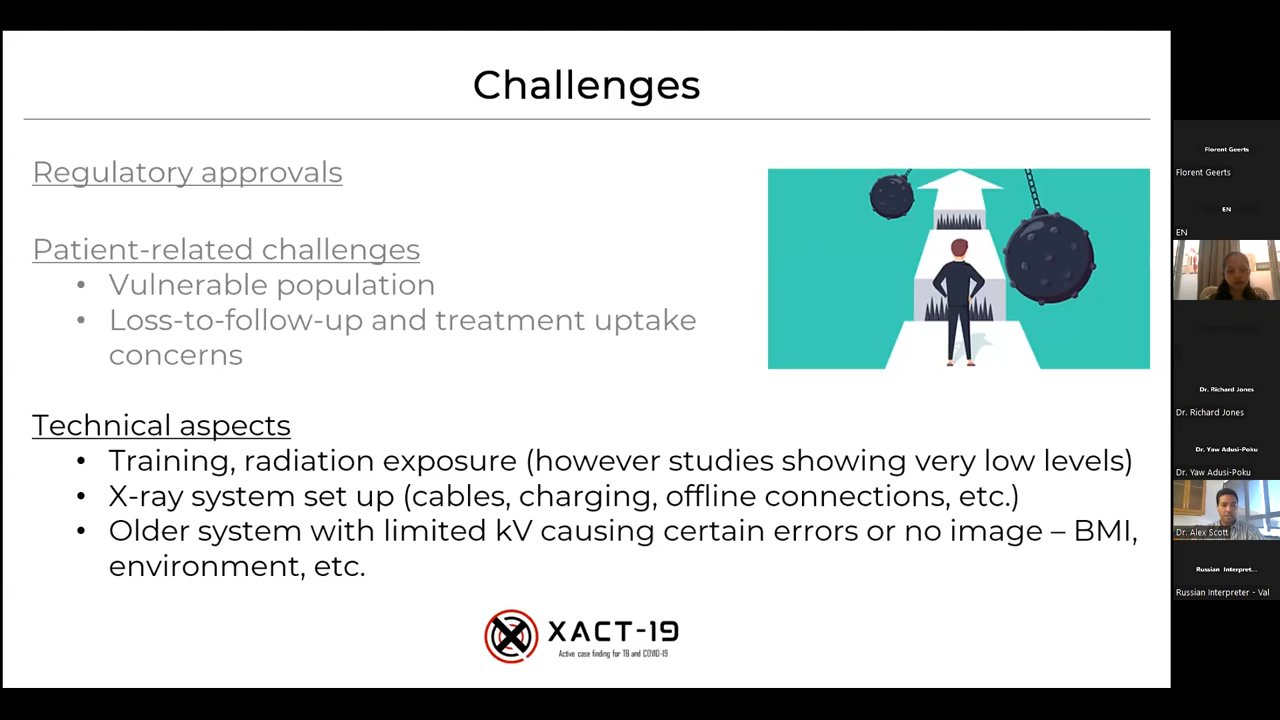 Challenges
Regulatory approvals
Patient-related challenges
• Vulnerable population
• Loss-to-follow-up and treatment uptake
concerns
Technical aspects
• Training, radiation exposure (however studies showing very low levels)
• X-ray system set up (cables, charging, offline connections, etc.)
• Older system with limited kV causing certain errors or no image – BMI,
environment, etc.
XACT-19
Active case finding for TB and COVID-19
Florent Geerts
Florent Geerts
EN
EN
Dr. Richard Jones
Dr. Richard Jones
Dr. Yaw Adusi-Poku
Dr. Yaw Adusi-Poku
Dr. Alex Scott
Russian Interpret...
Russian Interpreter - Val